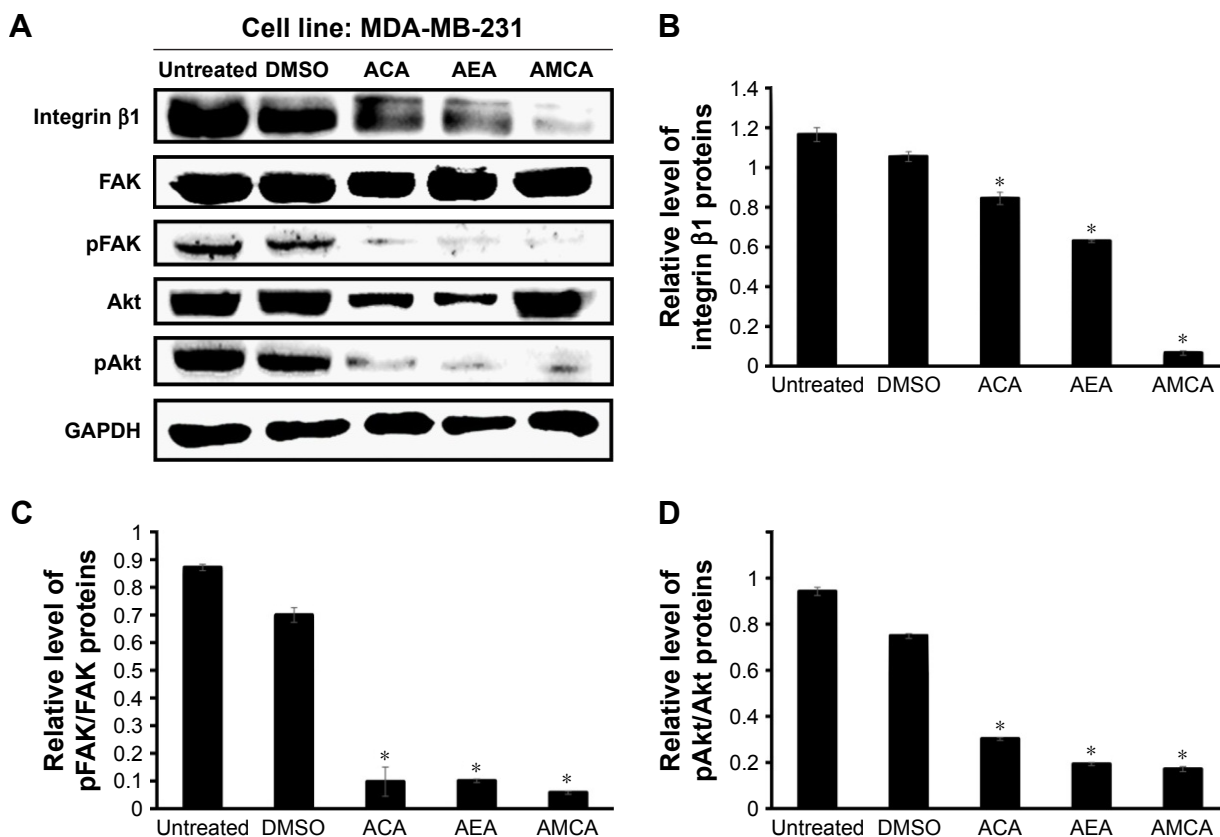 A
Cell line: MDA-MB-231
Untreated DMSO ACA AEA AMCA
Integrin β1
FAK
pFAK
Akt
pAkt
GAPDH
B
Relative level of
integrin β1 proteins
1.4
1.2
1
0.8
0.6
0.4
0.2
0
*
*
*
Untreated DMSO ACA AEA AMCA
C
Relative level of
pFAK/FAK proteins
1
0.9
0.8
0.7
0.6
0.5
0.4
0.3
0.2
0.1
0
*
*
*
Untreated DMSO ACA AEA AMCA
D
Relative level of
pAkt/Akt proteins
1
0.8
0.6
0.4
0.2
0
*
*
*
Untreated DMSO ACA AEA AMCA